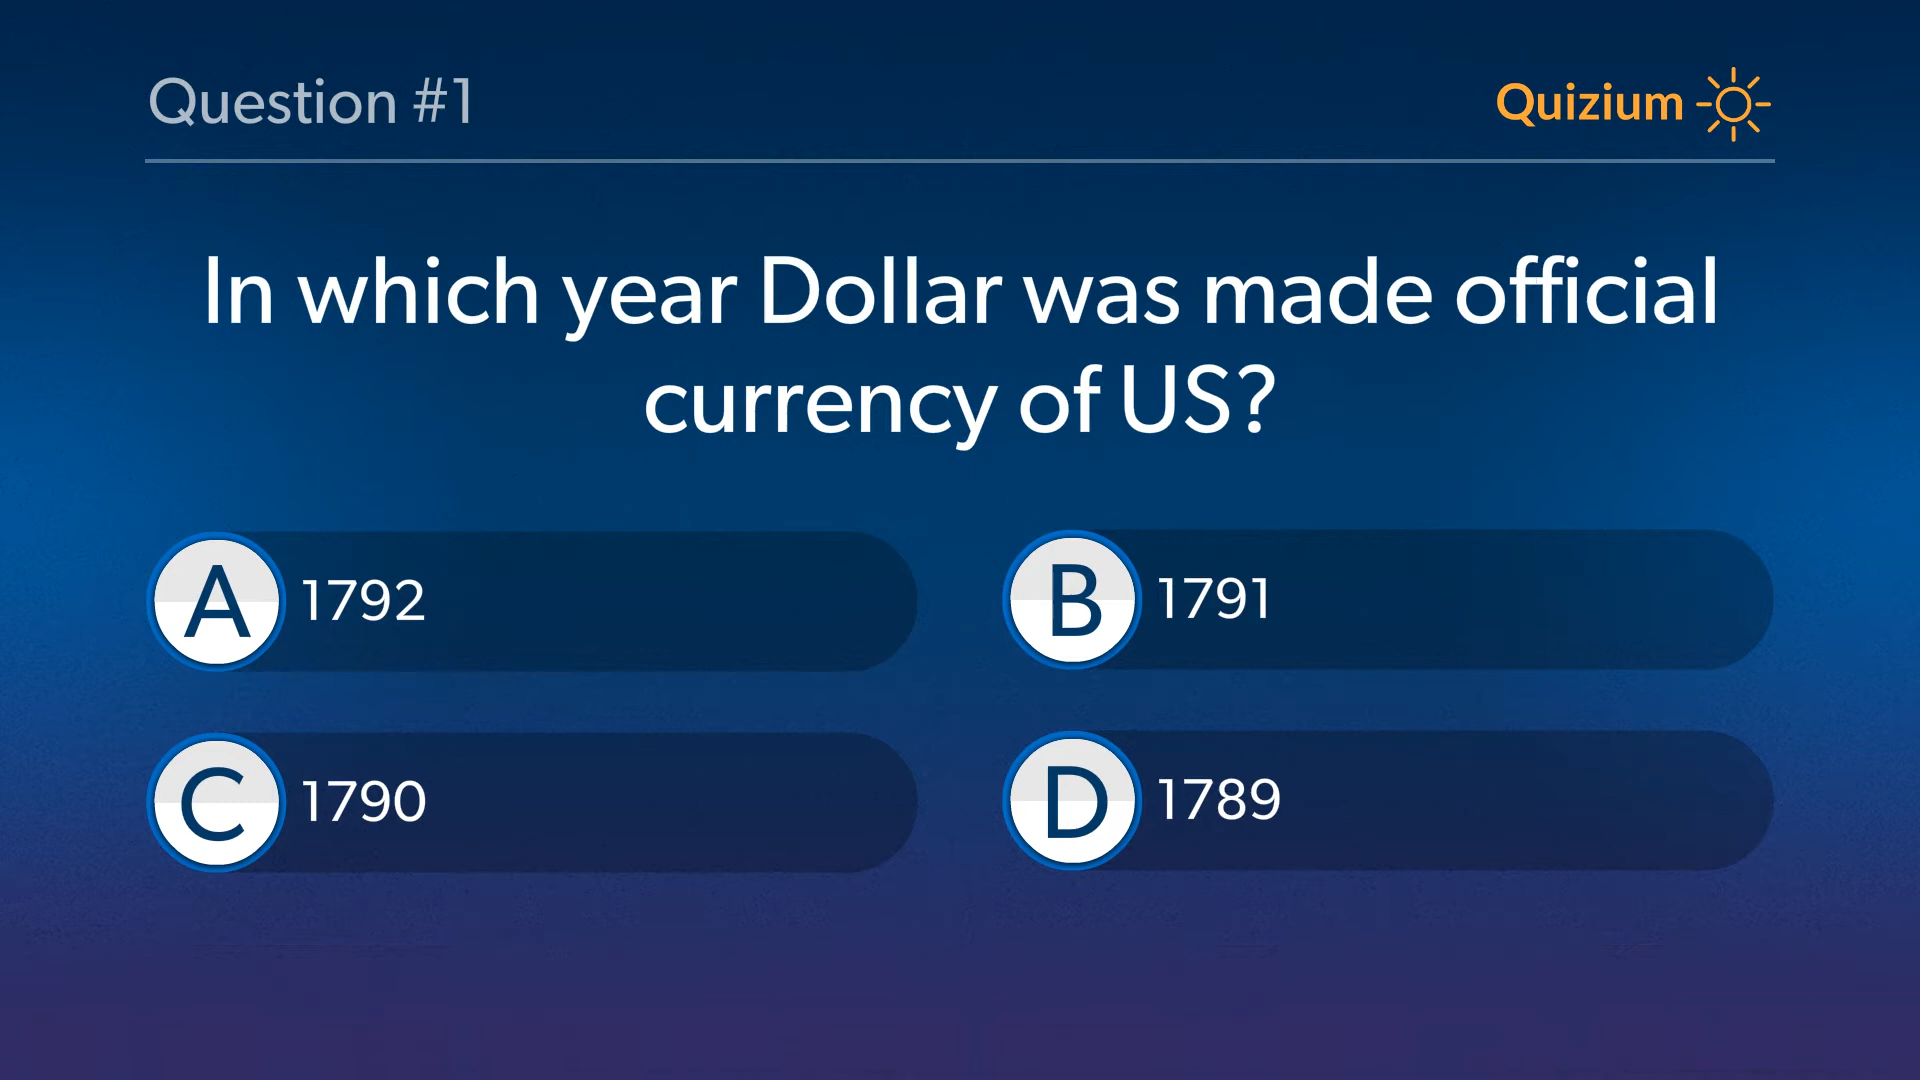 Question #1
Quizium
In which year Dollar was made official
currency of US?
A 1792
B 1791
C 1790
D 1789